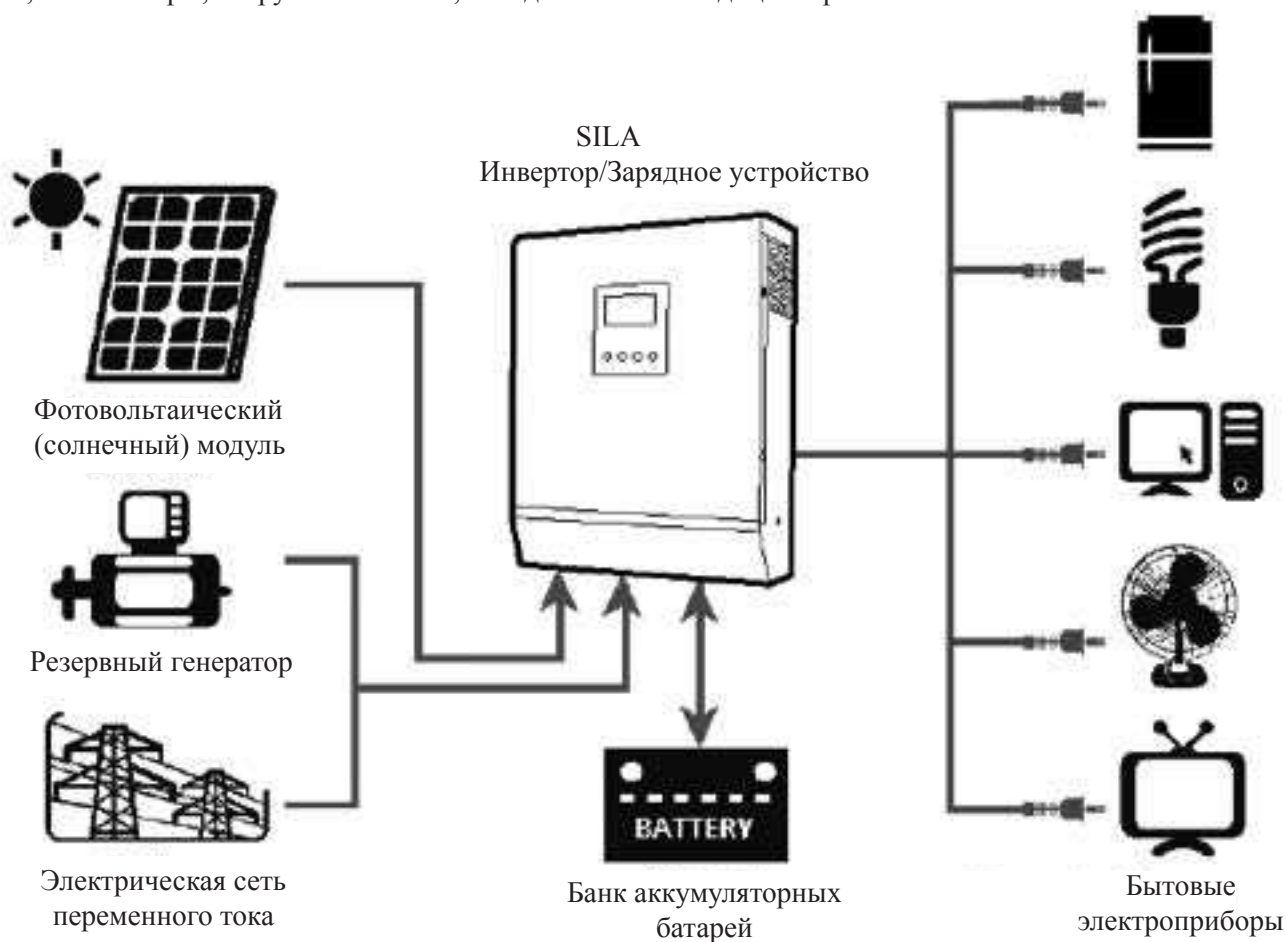 SILA
Инвертор/Зарядное устройство
Фотовольтаический
(солнечный) модуль
Резервный генератор
Электрическая сеть
переменного тока
BATTERY
Банк аккумуляторных
батарей
Бытовые
электроприборы